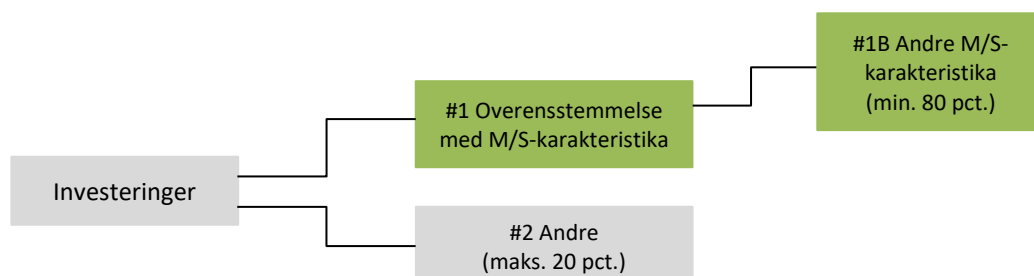 Investeringer
#1 Overensstemmelse
med M/S-karakteristika
#1B Andre M/S-
karakteristika
(min. 80 pct.)
#2 Andre
(maks. 20 pct.)